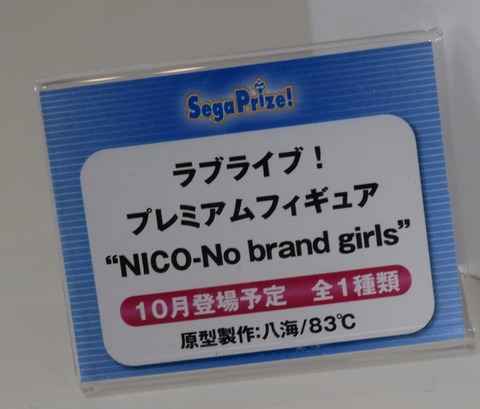 SegaPrize!
ラブライブ！
プレミアムフィギュア
“NICO-No brand girls”
10月登場予定　全1種類
原型製作:八海/83℃